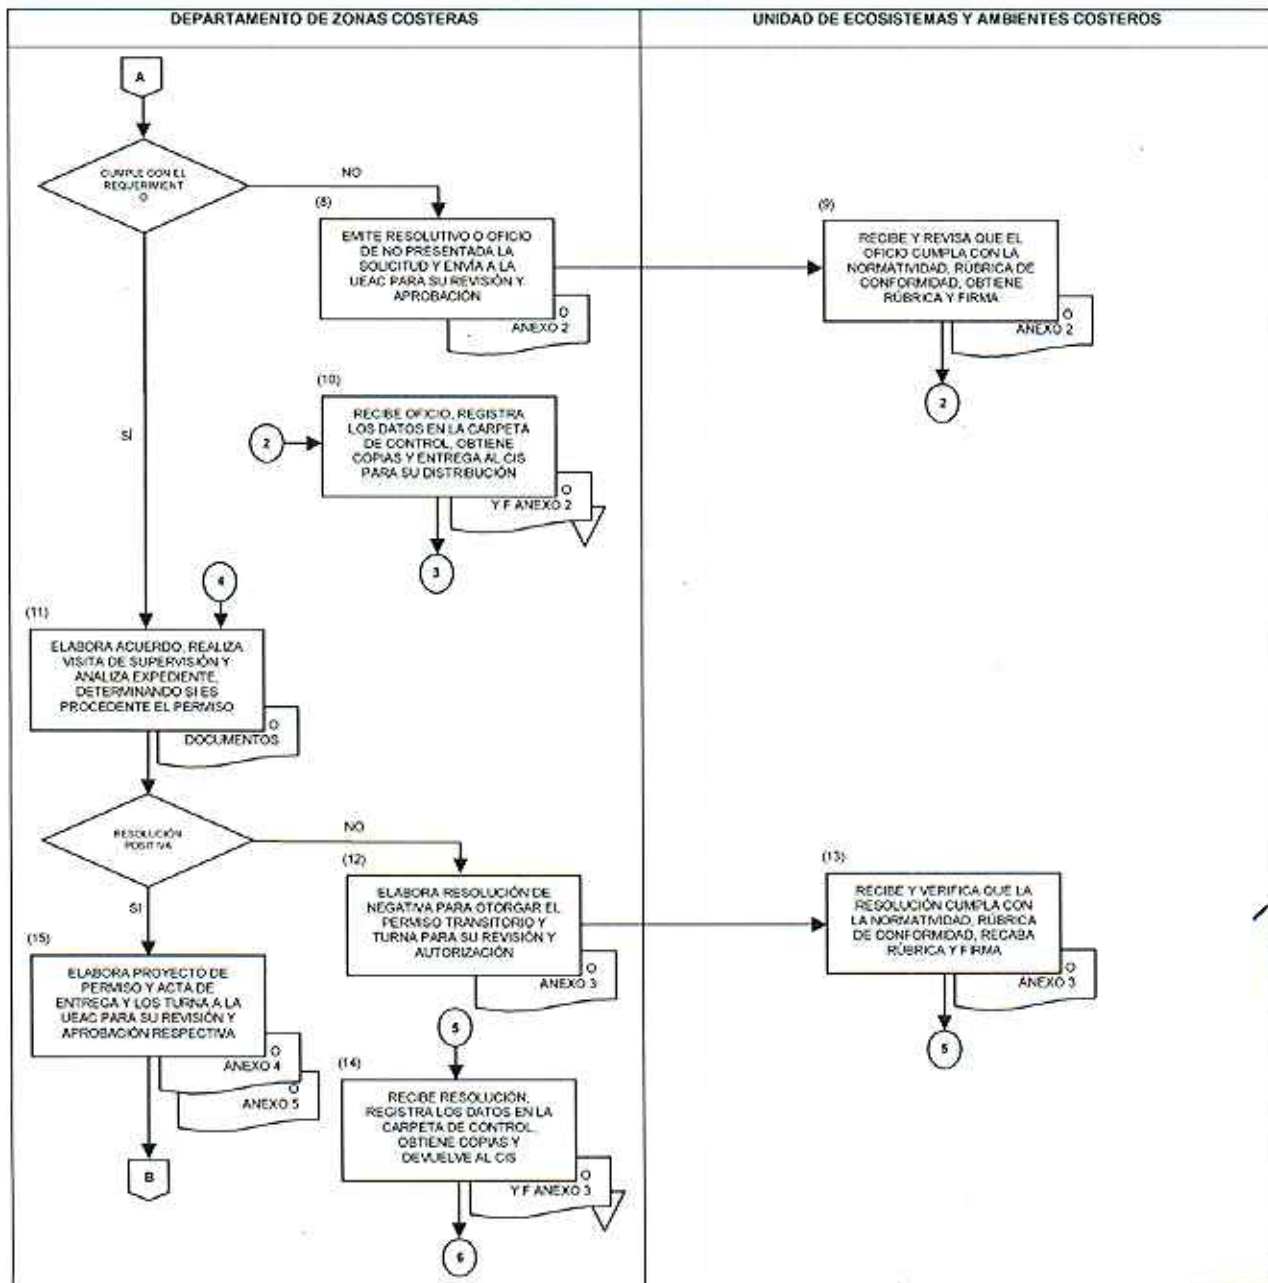 DEPARTAMENTO DE ZONAS COSTERAS
UNIDAD DE ECOSISTEMAS Y AMBIENTES COSTEROS
A
CUMPLE CON EL
REQUERIMIENT
O
NO
SÍ
(8)
EMITE RESOLUTIVO O OFICIO
DE NO PRESENTADA LA
SOLICITUD Y ENVÍA A LA
UEAC PARA SU REVISIÓN Y
APROBACIÓN
O
ANEXO 2
(9)
RECIBE Y REVISA QUE EL
OFICIO CUMPLA CON LA
NORMATIVIDAD, RÚBRICA DE
CONFORMIDAD, OBTIENE
RÚBRICA Y FIRMA
O
ANEXO 2
2
(10)
2
RECIBE OFICIO, REGISTRA
LOS DATOS EN LA CARPETA
DE CONTROL, OBTIENE
COPIAS Y ENTREGA AL CIS
PARA SU DISTRIBUCIÓN
O
Y F ANEXO 2
3
4
(11)
ELABORA ACUERDO, REALIZA
VISITA DE SUPERVISIÓN Y
ANALIZA EXPEDIENTE,
DETERMINANDO SI ES
PROCEDENTE EL PERMISO
O
DOCUMENTOS
RESOLUCIÓN
POSITIVA
NO
SI
(12)
ELABORA RESOLUCIÓN DE
NEGATIVA PARA OTORGAR EL
PERMISO TRANSITORIO Y
TURNA PARA SU REVISIÓN Y
AUTORIZACIÓN
O
ANEXO 3
(13)
RECIBE Y VERIFICA QUE LA
RESOLUCIÓN CUMPLA CON
LA NORMATIVIDAD, RÚBRICA
DE CONFORMIDAD, RECABA
RÚBRICA Y FIRMA
O
ANEXO 3
5
(15)
ELABORA PROYECTO DE
PERMISO Y ACTA DE
ENTREGA Y LOS TURNA A LA
UEAC PARA SU REVISIÓN Y
APROBACIÓN RESPECTIVA
O
ANEXO 4
O
ANEXO 5
B
5
(14)
RECIBE RESOLUCIÓN,
REGISTRA LOS DATOS EN LA
CARPETA DE CONTROL,
OBTIENE COPIAS Y
DEVUELVE AL CIS
O
Y F ANEXO 3
6